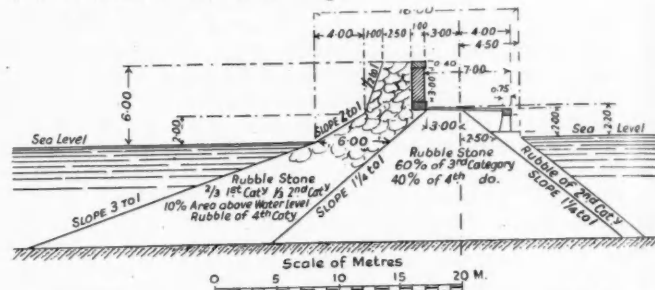 16.00
4.00 1.00 2.50 1.00 3.00 4.00
4.50
0.40
7.00
6.00
2.00
½ to 1
3.00
0.75
2.00
2.20
Sea Level
SLOPE 2 to 1
6.00
3.00
2.50
Sea Level
Rubble Stone
⅔ 1st Caty ⅓ 2nd Caty
10% Area above Water level
Rubble of 4th Caty
SLOPE 3 to 1
SLOPE 1¼ to 1
Rubble Stone
60% of 3rd Category
40% of 4th do.
Rubble of 2nd Caty
SLOPE 1¼ to 1
Scale of Metres
0 5 10 15 20 M.